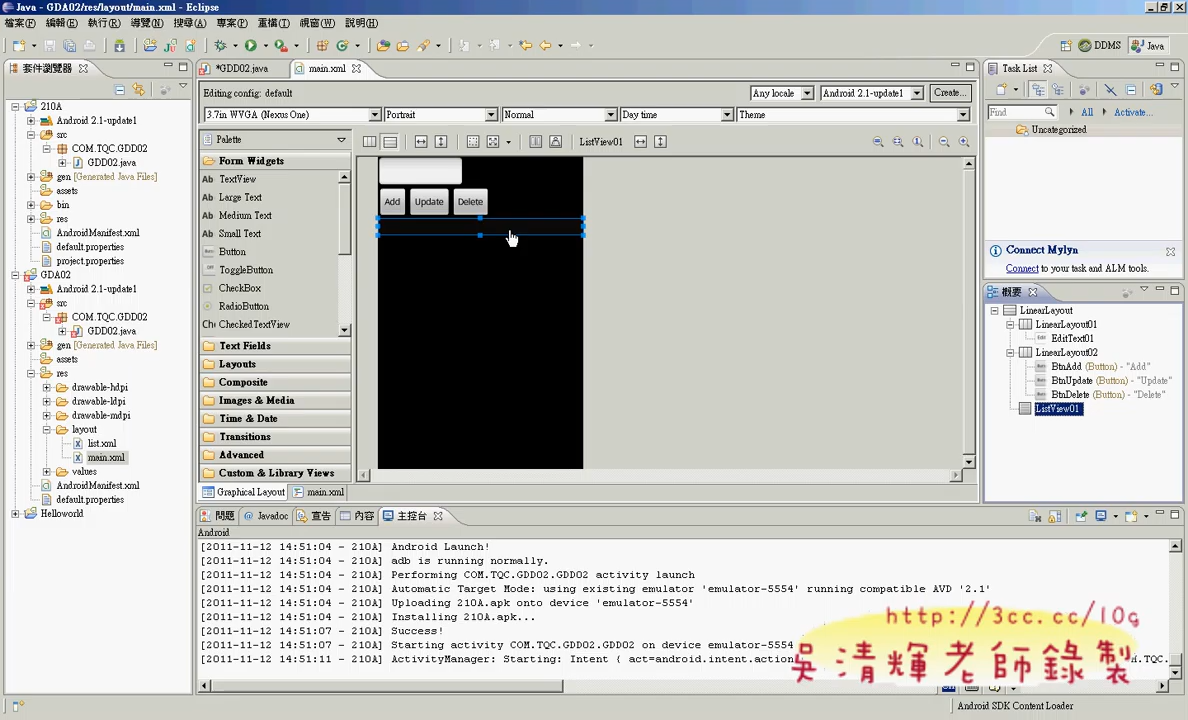 Java - GDA02/res/layout/main.xml - Eclipse
檔案(F) 編輯(E) 執行(R) 導覽(N) 搜尋(A) 專案(P) 重構(T) 視窗(W) 說明(H)
DDMS Java
套件瀏覽器
210A
Android 2.1-update1
src
COM.TQC.GDD02
GDD02.java
gen [Generated Java Files]
assets
bin
res
AndroidManifest.xml
default.properties
project.properties
GDA02
Android 2.1-update1
src
COM.TQC.GDD02
GDD02.java
gen [Generated Java Files]
assets
res
drawable-hdpi
drawable-ldpi
drawable-mdpi
layout
list.xml
main.xml
values
AndroidManifest.xml
default.properties
Helloworld
*GDD02.java main.xml
Editing config: default
Any locale Android 2.1-update1 Create...
3.7in WVGA (Nexus One) Portrait Normal Day time Theme
Palette
ListView01
Form Widgets
Ab TextView
Ab Large Text
Ab Medium Text
Ab Small Text
Button
ToggleButton
CheckBox
RadioButton
CheckedTextView
Text Fields
Layouts
Composite
Images & Media
Time & Date
Transitions
Advanced
Custom & Library Views
Graphical Layout main.xml
Add Update Delete
Task List
Find All Activate...
Uncategorized
Connect Mylyn
Connect to your task and ALM tools.
概要
LinearLayout
LinearLayout01
EditText01
LinearLayout02
BtnAdd (Button) - "Add"
BtnUpdate (Button) - "Update"
BtnDelete (Button) - "Delete"
ListView01
問題 Javadoc 宣告 內容 主控台
Android
[2011-11-12 14:51:04 - 210A] Android Launch!
[2011-11-12 14:51:04 - 210A] adb is running normally.
[2011-11-12 14:51:04 - 210A] Performing COM.TQC.GDD02.GDD02 activity launch
[2011-11-12 14:51:04 - 210A] Automatic Target Mode: using existing emulator 'emulator-5554' running compatible AVD '2.1'
[2011-11-12 14:51:04 - 210A] Uploading 210A.apk onto device 'emulator-5554'
[2011-11-12 14:51:04 - 210A] Installing 210A.apk...
[2011-11-12 14:51:07 - 210A] Success!
[2011-11-12 14:51:07 - 210A] Starting activity COM.TQC.GDD02.GDD02 on device emulator-5554
[2011-11-12 14:51:11 - 210A] ActivityManager: Starting: Intent { act=android.intent.action
http://3cc.cc/10g
吳清輝老師錄製
Android SDK Content Loader